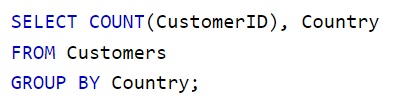 SELECT COUNT(CustomerID), Country
FROM Customers
GROUP BY Country;